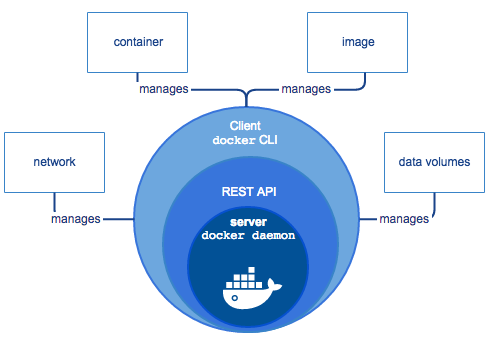 container
image
manages
manages
Client
docker CLI
network
data volumes
REST API
manages
manages
server
docker daemon